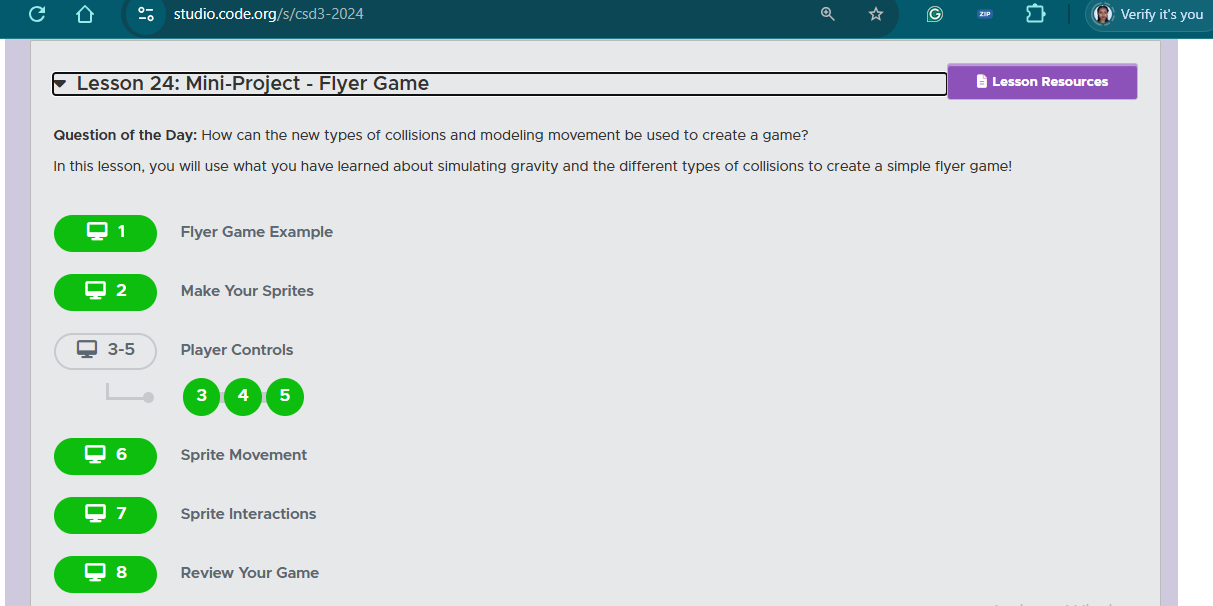 studio.code.org/s/csd3-2024
ZIP
Verify it's you
Lesson 24: Mini-Project - Flyer Game
Lesson Resources
Question of the Day: How can the new types of collisions and modeling movement be used to create a game?
In this lesson, you will use what you have learned about simulating gravity and the different types of collisions to create a simple flyer game!
1 Flyer Game Example
2 Make Your Sprites
3-5 Player Controls
3 4 5
6 Sprite Movement
7 Sprite Interactions
8 Review Your Game